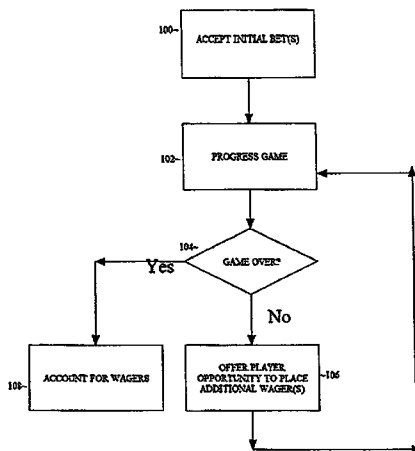 100
ACCEPT INITIAL BET(S)
102
PROGRESS GAME
104
GAME OVER?
Yes
No
108
ACCOUNT FOR WAGERS
OFFER PLAYER
OPPORTUNITY TO PLACE
ADDITIONAL WAGER(S)
106